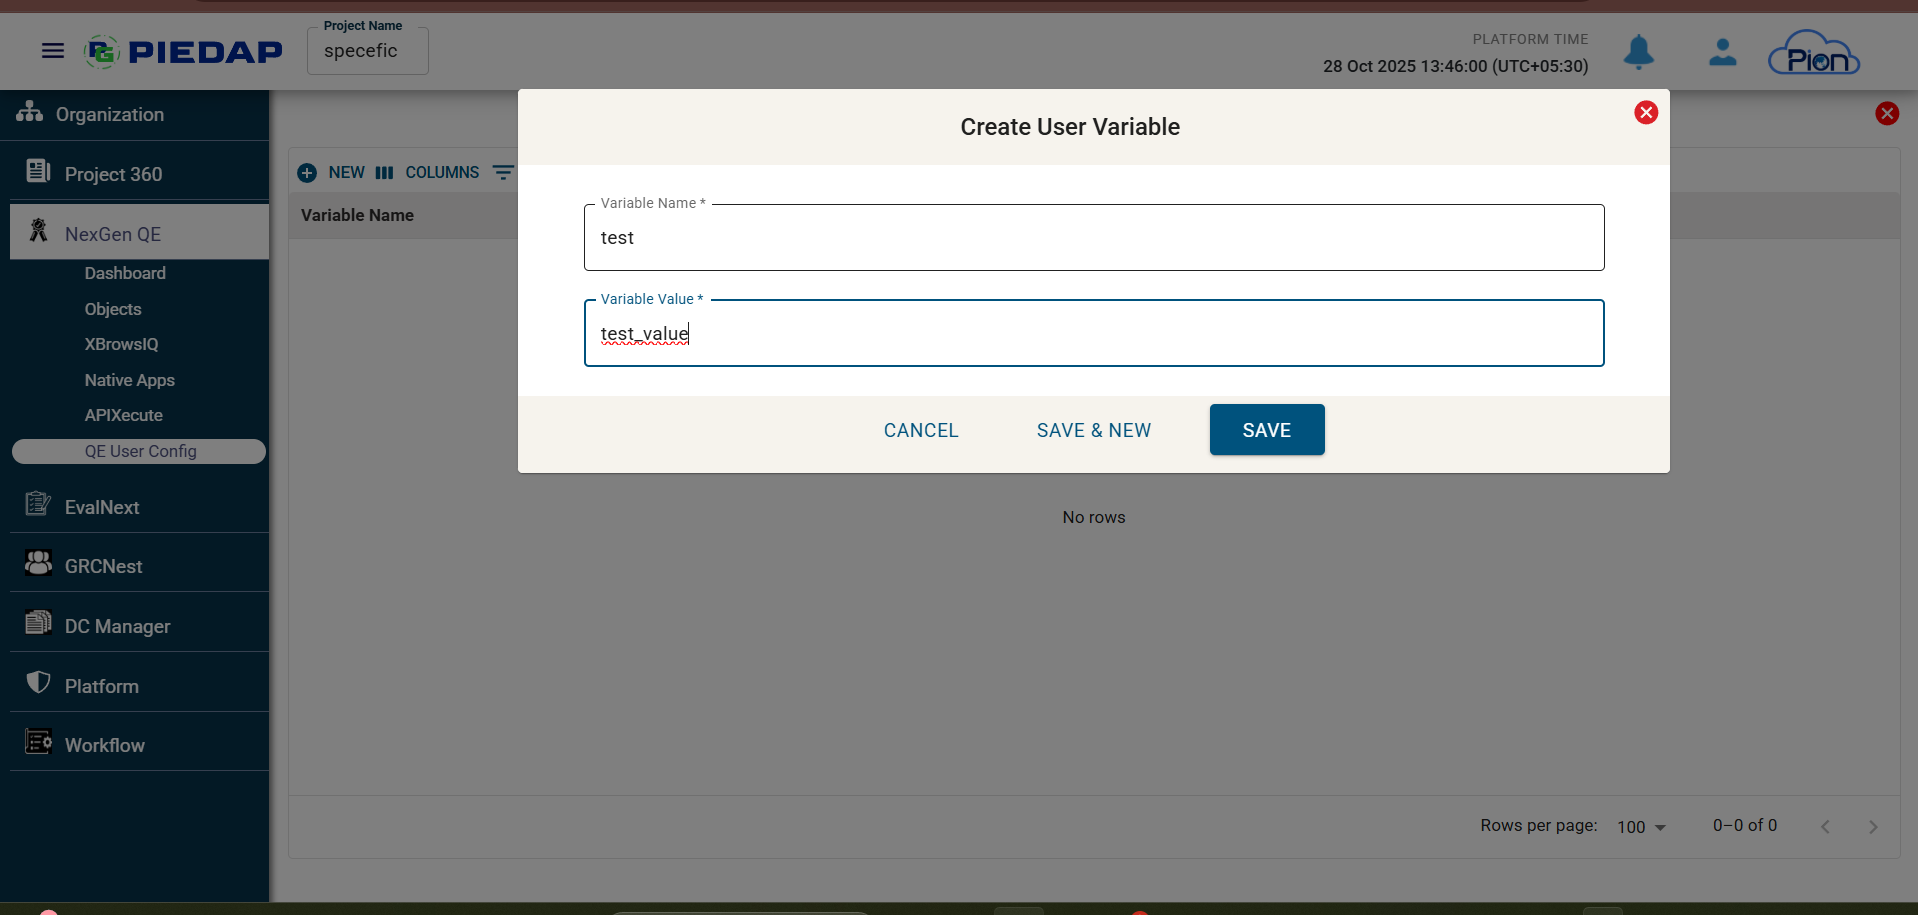 Project Name
PIEDAP
specefic
PLATFORM TIME
28 Oct 2025 13:46:00 (UTC+05:30)
Pion
Organization
Project 360
NexGen QE
Dashboard
Objects
XBrowsIQ
Native Apps
APIXecute
QE User Config
EvalNext
GRCNest
DC Manager
Platform
Workflow
NEW COLUMNS
Variable Name
Create User Variable
Variable Name *
test
Variable Value *
test_value
CANCEL SAVE & NEW SAVE
No rows
Rows per page: 100 0–0 of 0